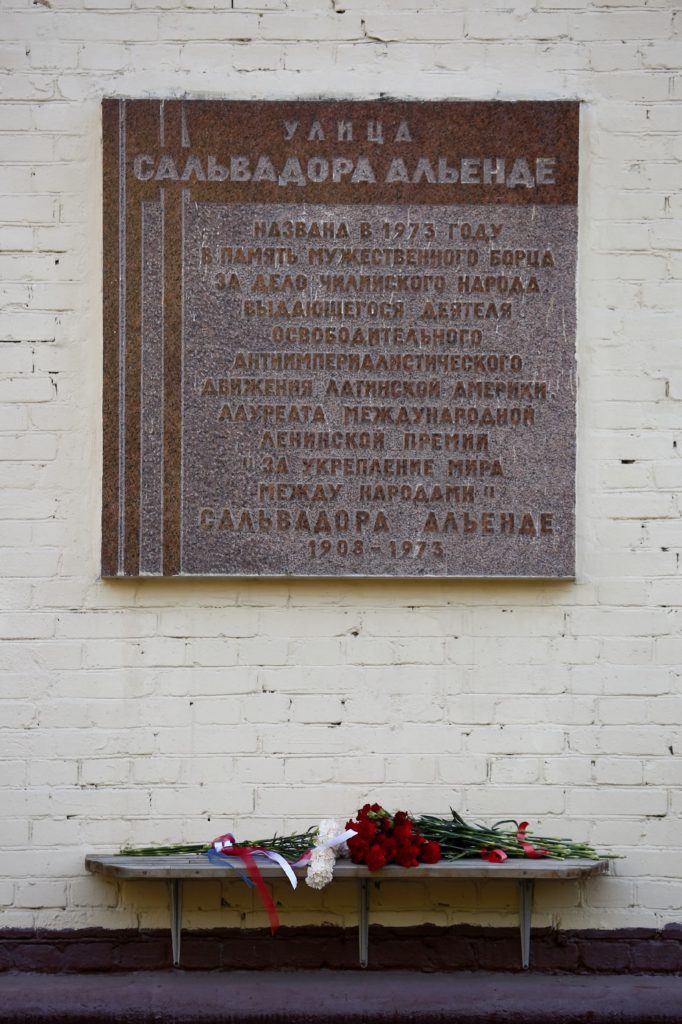 УЛИЦА
САЛЬВАДОРА АЛЬЕНДЕ
НАЗВАНА В 1973 ГОДУ
В ПАМЯТЬ МУЖЕСТВЕННОГО БОРЦА
ЗА ДЕЛО ЧИЛИЙСКОГО НАРОДА,
ВЫДАЮЩЕГОСЯ ДЕЯТЕЛЯ
ОСВОБОДИТЕЛЬНОГО
АНТИИМПЕРИАЛИСТИЧЕСКОГО
ДВИЖЕНИЯ ЛАТИНСКОЙ АМЕРИКИ,
ЛАУРЕАТА МЕЖДУНАРОДНОЙ
ЛЕНИНСКОЙ ПРЕМИИ
"ЗА УКРЕПЛЕНИЕ МИРА
МЕЖДУ НАРОДАМИ"
САЛЬВАДОРА АЛЬЕНДЕ
1908-1973